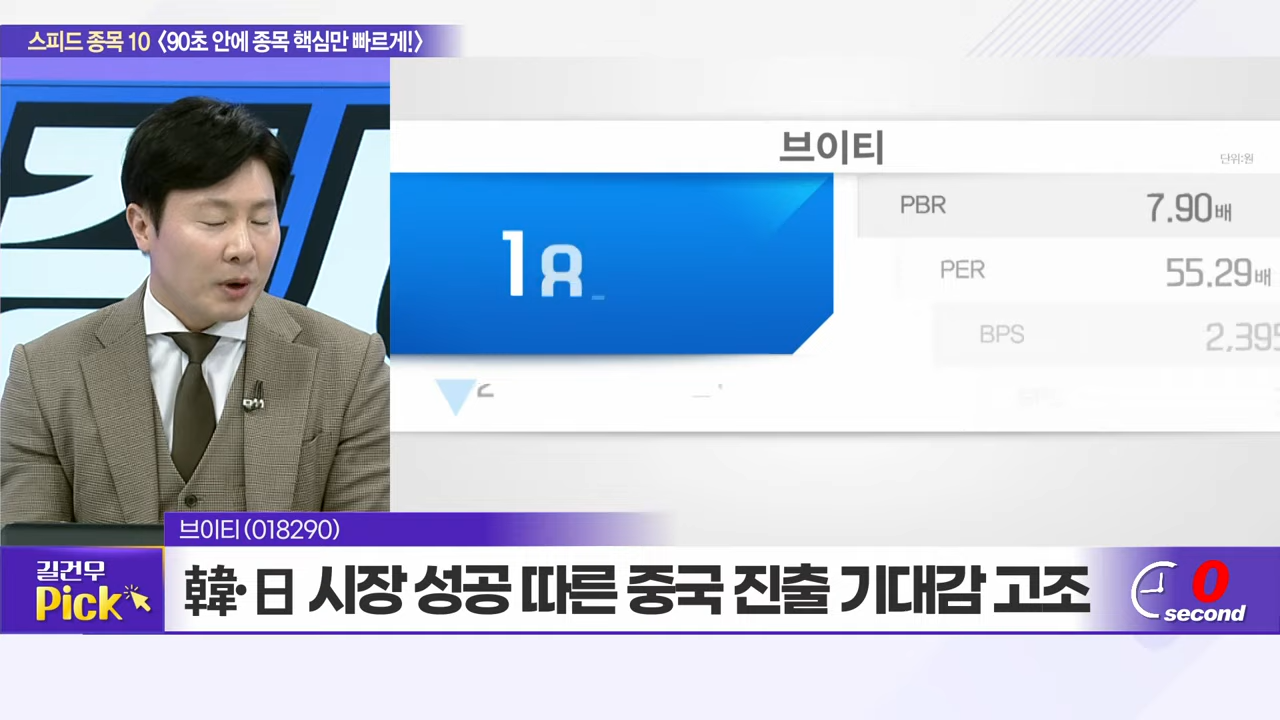 스피드 종목 10 〈90초 안에 종목 핵심만 빠르게!〉
브이티
단위:원
PBR 7.90배
PER 55.29배
BPS 2,395
브이티(018290)
길건무
Pick
韓·日 시장 성공 따른 중국 진출 기대감 고조
0
second